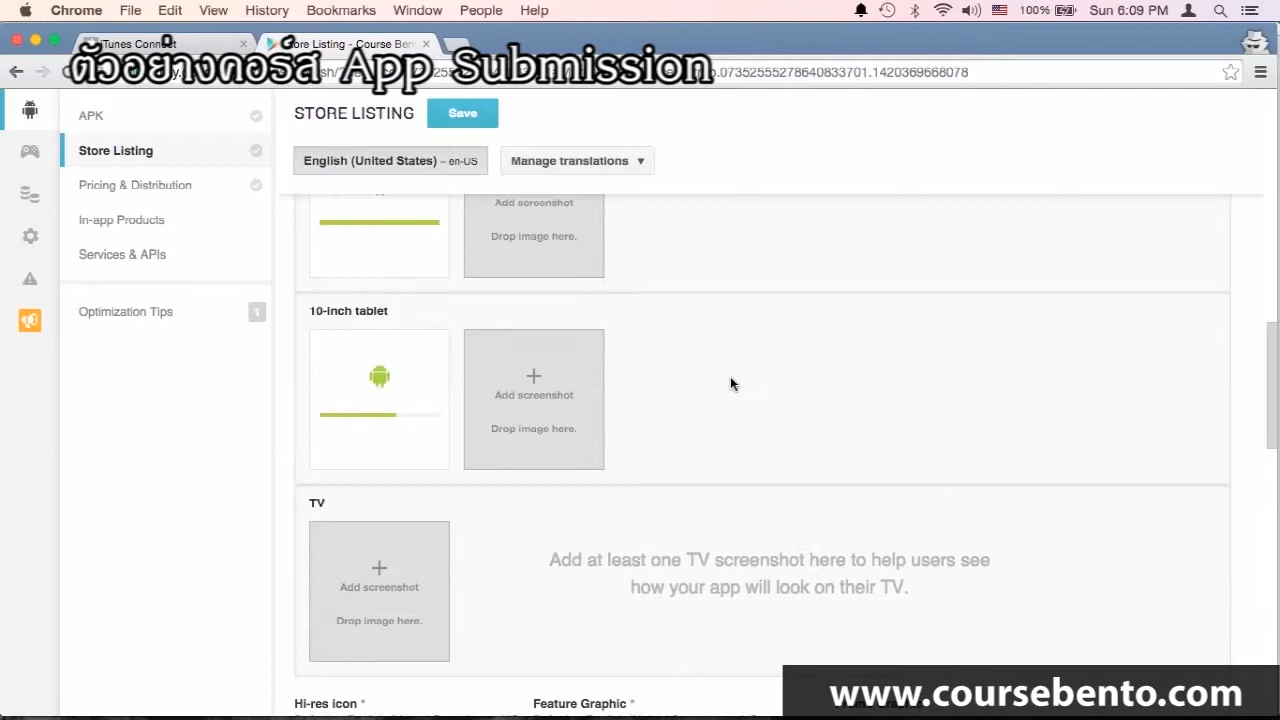 Chrome File Edit View History Bookmarks Window People Help 100% Sun 6:09 PM
iTunes Connect
Store Listing - Course Ben
ตัวอย่างคอร์ส App Submission
.07352555278640833701.1420369668078
APK
Store Listing
Pricing & Distribution
In-app Products
Services & APIs
Optimization Tips 1
STORE LISTING Save
English (United States) – en-US Manage translations
Add screenshot
Drop image here.
10-inch tablet
Add screenshot
Drop image here.
TV
Add screenshot
Drop image here.
Add at least one TV screenshot here to help users see
how your app will look on their TV.
Hi-res icon * Feature Graphic *
www.coursebento.com